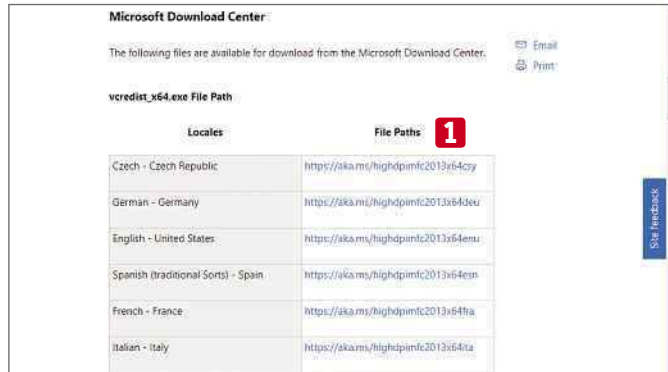 Microsoft Download Center
The following files are available for download from the Microsoft Download Center.
Email
Print
vcredist_x64.exe File Path
Locales File Paths 1
Czech - Czech Republic https://aka.ms/highdpimfc2013x64csy
German - Germany https://aka.ms/highdpimfc2013x64deu
English - United States https://aka.ms/highdpimfc2013x64enu
Spanish (traditional Sorts) - Spain https://aka.ms/highdpimfc2013x64esn
French - France https://aka.ms/highdpimfc2013x64fra
Italian - Italy https://aka.ms/highdpimfc2013x64ita
Site feedback